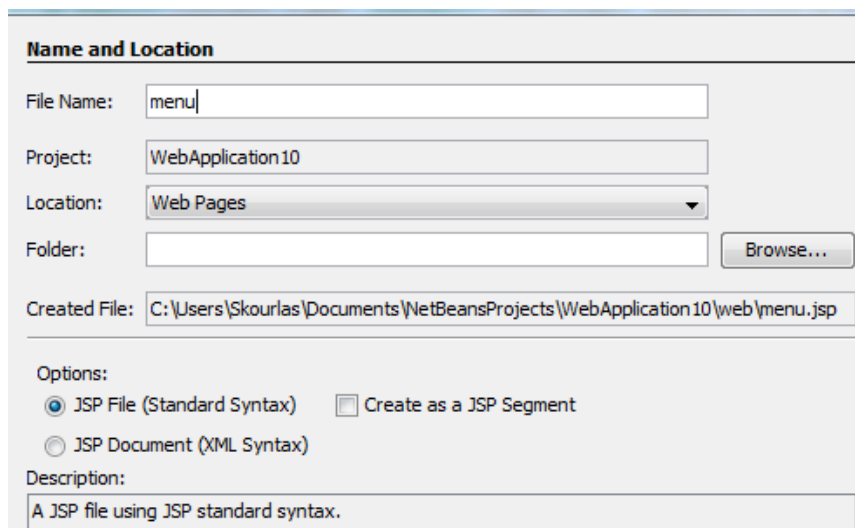 Name and Location
File Name: menu
Project: WebApplication10
Location: Web Pages
Folder: Browse...
Created File: C:\Users\Skourlas\Documents\NetBeansProjects\WebApplication10\web\menu.jsp
Options:
JSP File (Standard Syntax) Create as a JSP Segment
JSP Document (XML Syntax)
Description:
A JSP file using JSP standard syntax.